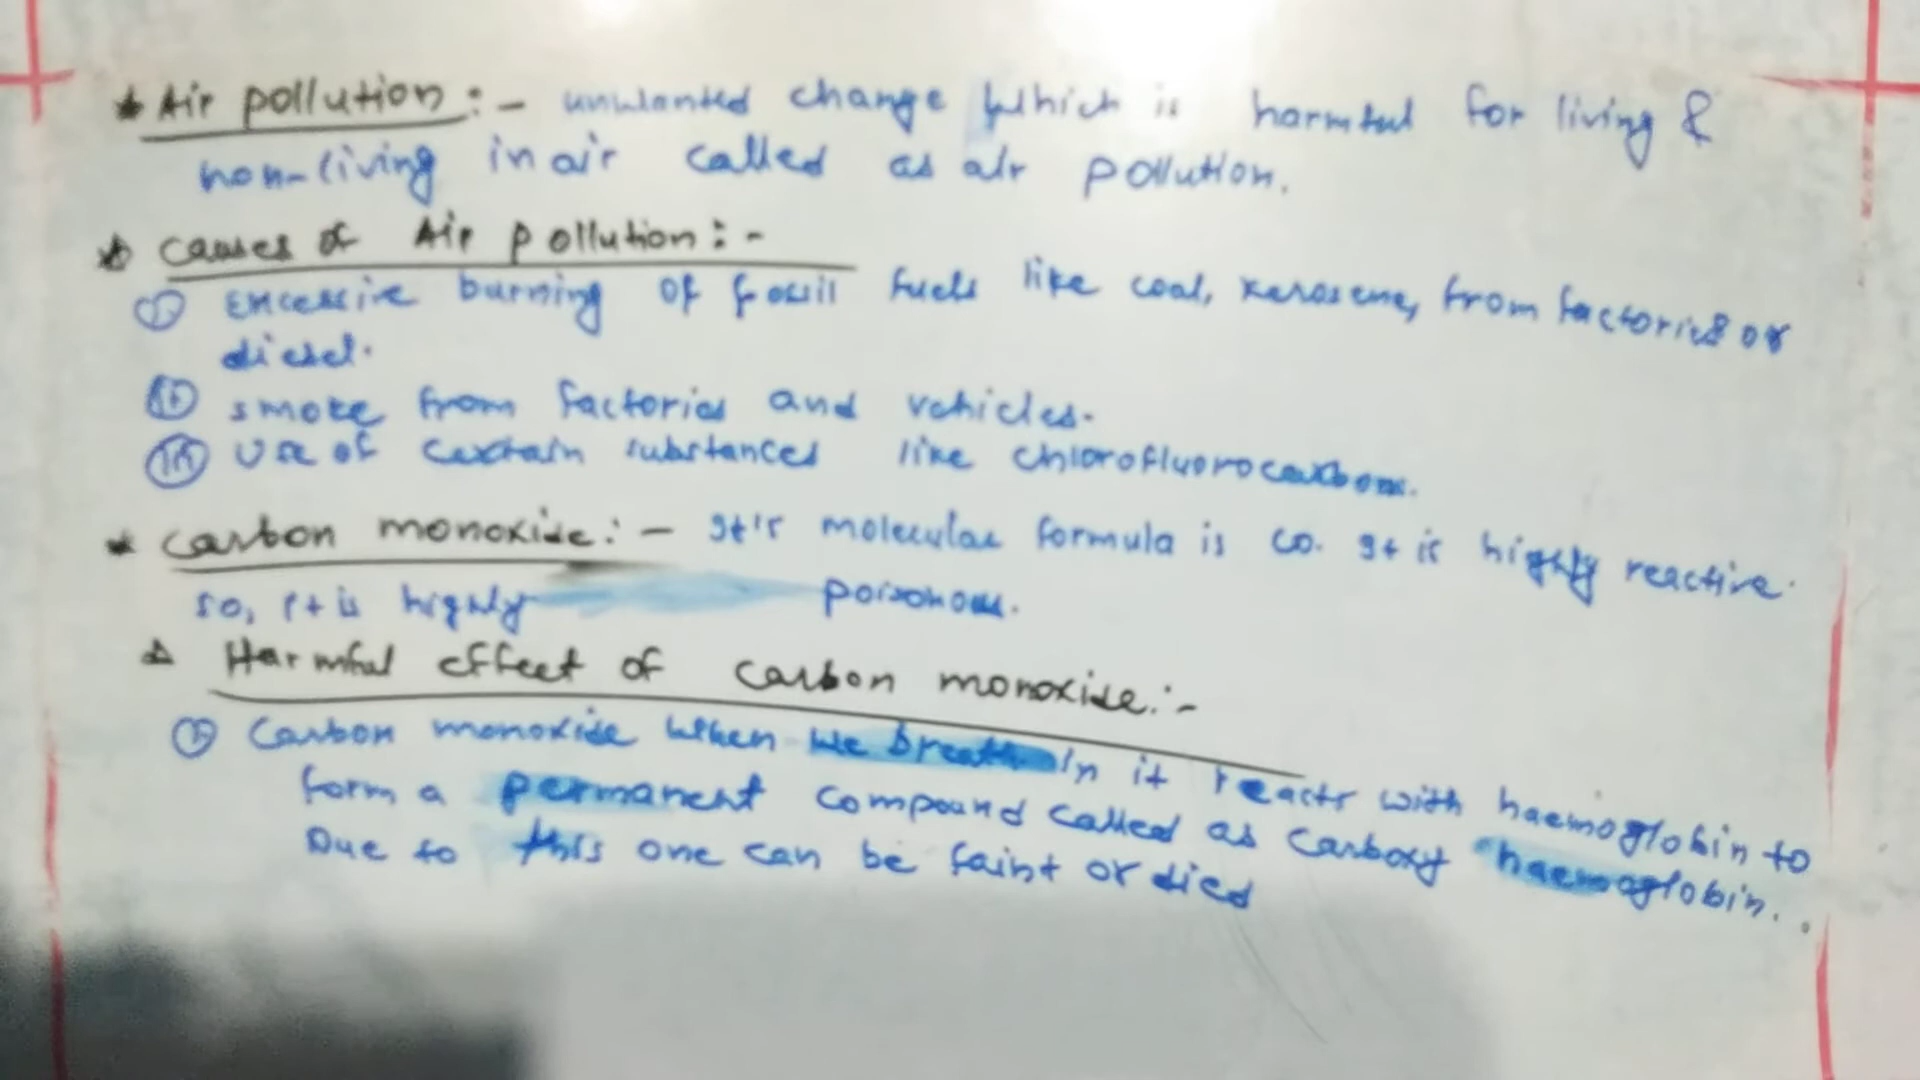 * Air pollution :- unwanted change which is harmful for living &
non-living in air called as air pollution.
* Causes of Air pollution :-
(i) Excessive burning of fossil fuels like coal, kerosene, from factories or
diesel.
(ii) smoke from factories and vehicles.
(iii) Use of certain substances like chlorofluorocarbons.
* Carbon monoxide :- It's molecular formula is CO. It is highly reactive.
so, it is highly poisonous.
△ Harmful effect of carbon monoxide :-
(i) Carbon monoxide when we breath in it reacts with haemoglobin to
form a permanent compound called as carboxy haemoglobin..
Due to this one can be faint or died